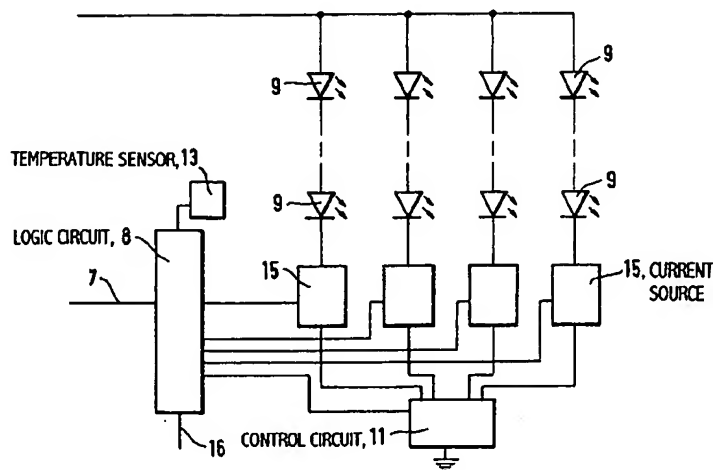 9
9
TEMPERATURE SENSOR, 13
9
9
LOGIC CIRCUIT, 8
15
15, CURRENT
SOURCE
7
16
CONTROL CIRCUIT, 11